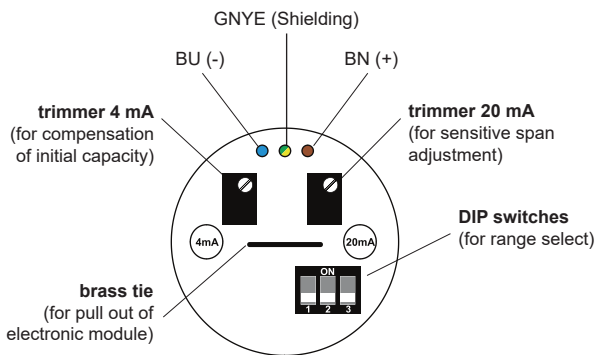 GNYE (Shielding)
BU (-)
BN (+)
trimmer 4 mA
(for compensation
of initial capacity)
trimmer 20 mA
(for sensitive span
adjustment)
4mA
20mA
DIP switches
(for range select)
ON
1 2 3
brass tie
(for pull out of
electronic module)